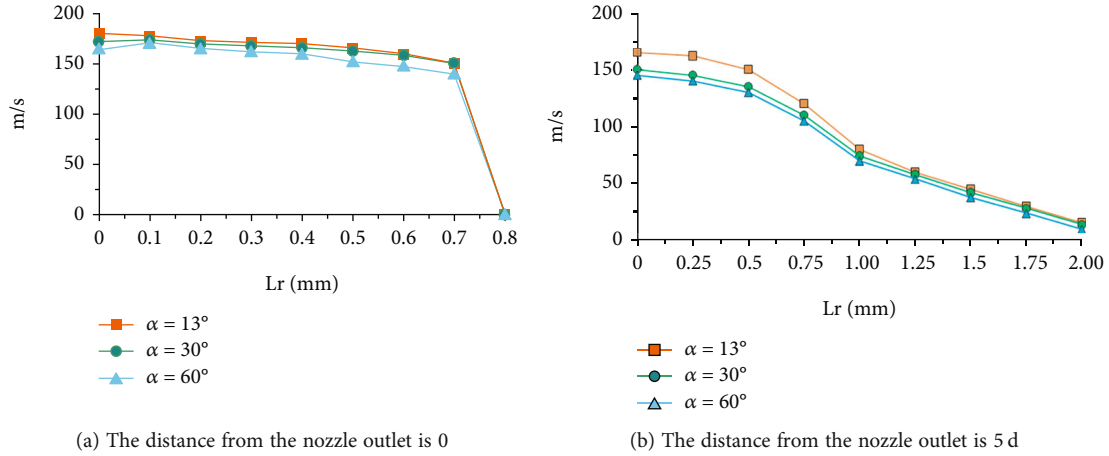 200
150
100
50
0
m/s
0 0.1 0.2 0.3 0.4 0.5 0.6 0.7 0.8
Lr (mm)
α = 13°
α = 30°
α = 60°
(a) The distance from the nozzle outlet is 0
200
150
100
50
0
m/s
0 0.25 0.5 0.75 1.00 1.25 1.5 1.75 2.00
Lr (mm)
α = 13°
α = 30°
α = 60°
(b) The distance from the nozzle outlet is 5 d